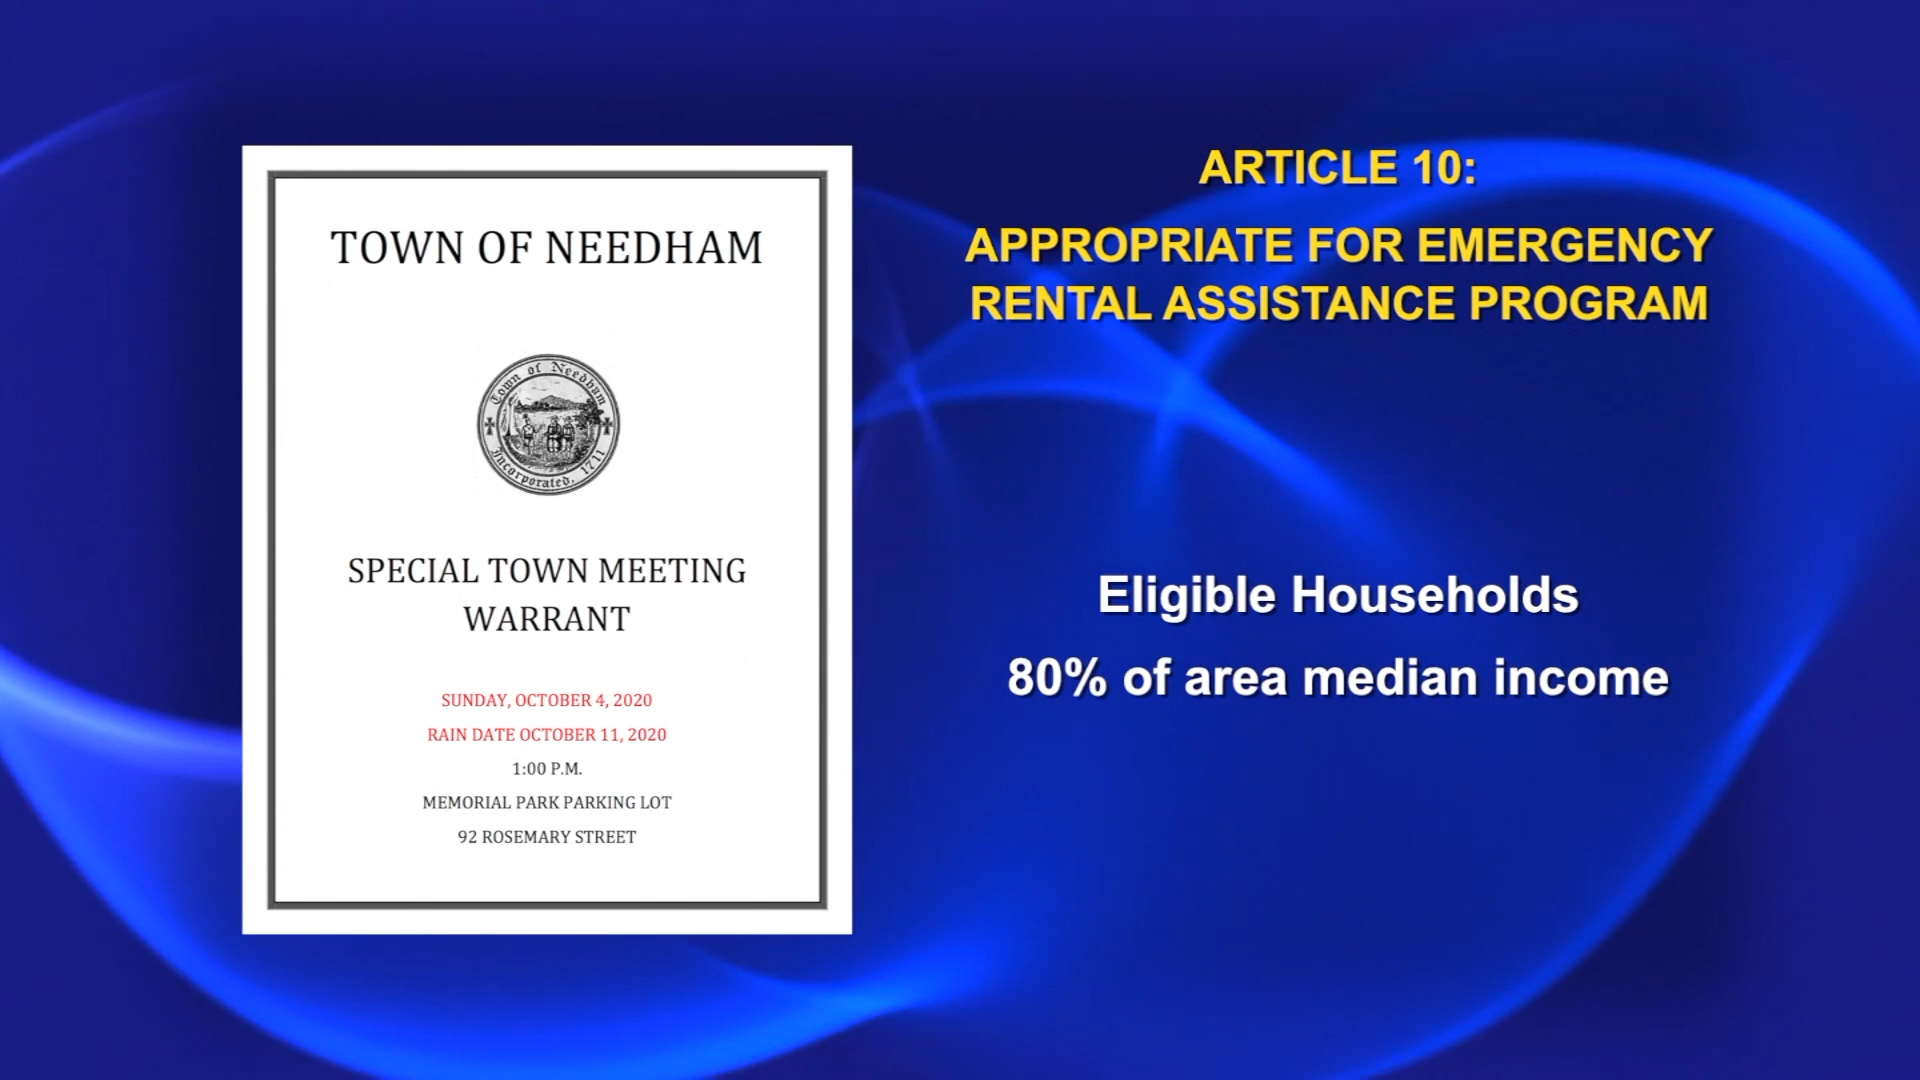 TOWN OF NEEDHAM
Town of Needham
Incorporated, 1711
SPECIAL TOWN MEETING
WARRANT
SUNDAY, OCTOBER 4, 2020
RAIN DATE OCTOBER 11, 2020
1:00 P.M.
MEMORIAL PARK PARKING LOT
92 ROSEMARY STREET
ARTICLE 10:
APPROPRIATE FOR EMERGENCY
RENTAL ASSISTANCE PROGRAM
Eligible Households
80% of area median income